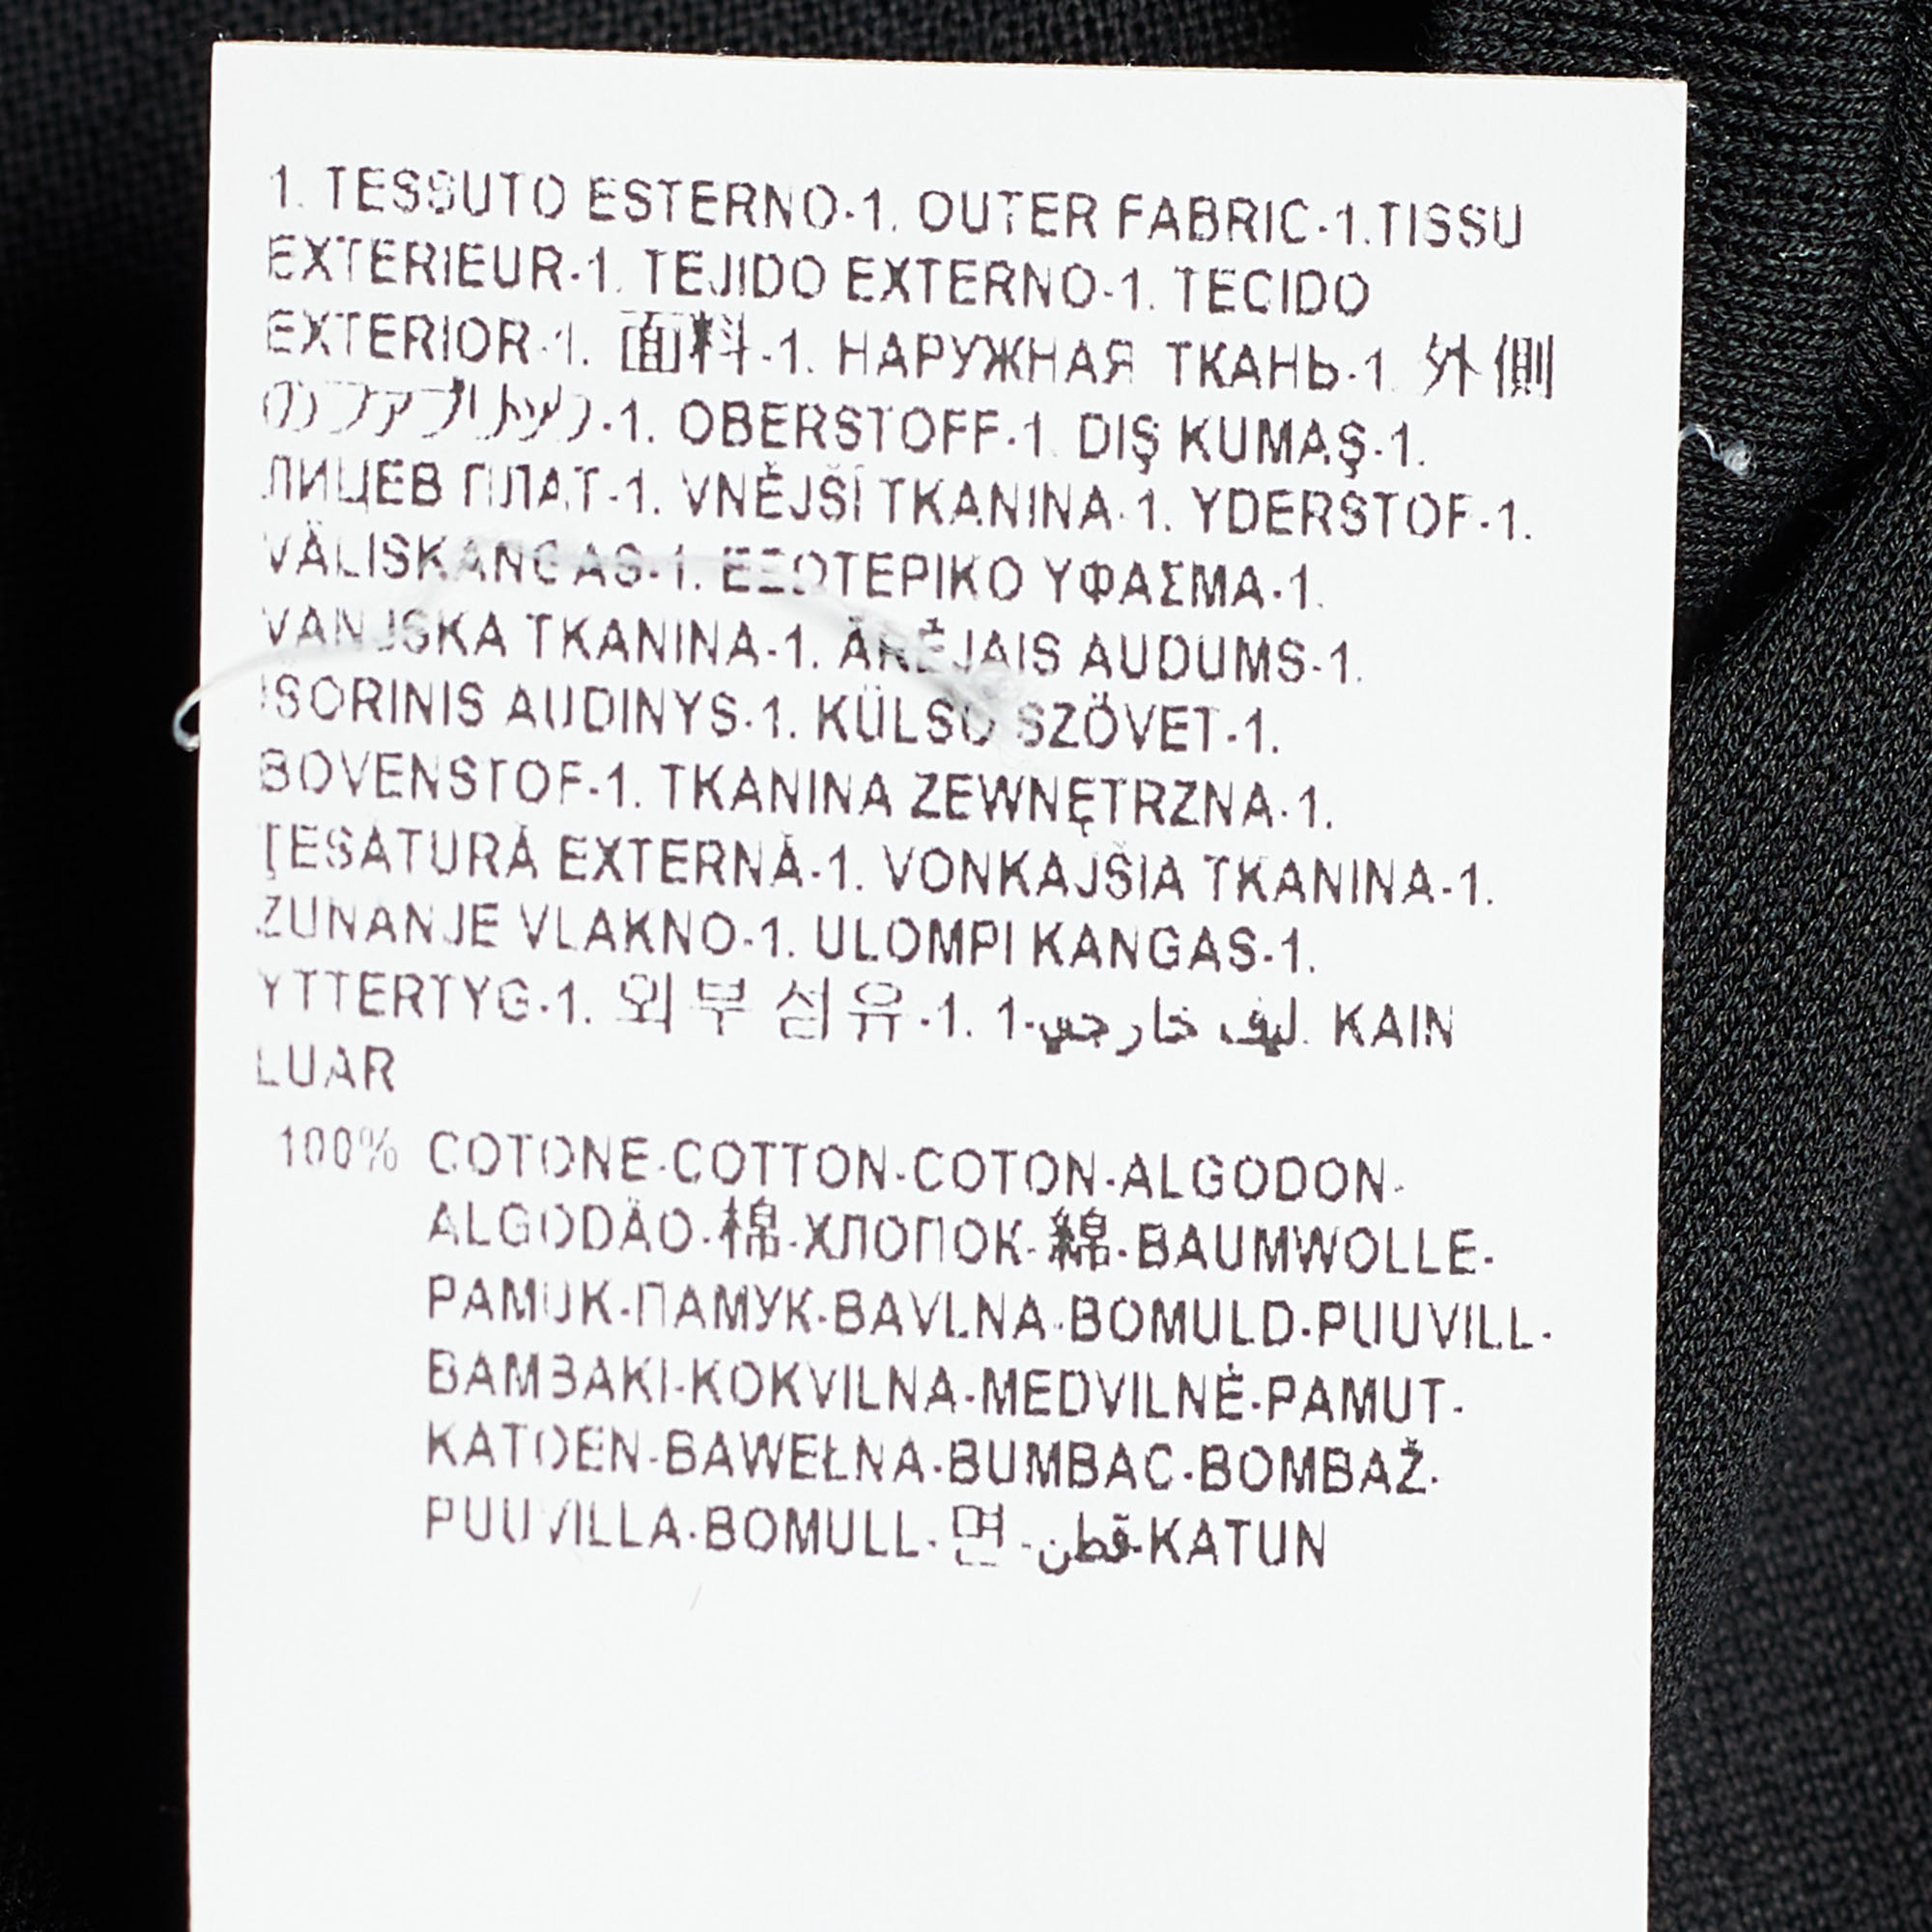 1. TESSUTO ESTERNO-1. OUTER FABRIC-1.TISSU
EXTERIEUR-1. TEJIDO EXTERNO-1. TECIDO
EXTERIOR-1. 面料-1. НАРУЖНАЯ ТКАНЬ-1. 外側
のファブリック-1. OBERSTOFF-1. DIŞ KUMAŞ-1.
ЛИЦЕВ ПЛАТ-1. VNĚJŠÍ TKANINA-1. YDERSTOF-1.
VÄLISKANGAS-1. ΕΞΩΤΕΡΙΚΟ ΥΦΑΣΜΑ-1.
VANJSKA TKANINA-1. ĀRĒJAIS AUDUMS-1.
IŠORINIS AUDINYS-1. KÜLSŐ SZÖVET-1.
BOVENSTOF-1. TKANINA ZEWNĘTRZNA-1.
ŢESĂTURĂ EXTERNĂ-1. VONKAJŠIA TKANINA-1.
ZUNANJE VLAKNO-1. ULOMPI KANGAS-1.
YTTERTYG-1. 외부 섬유-1. ليف خارجي-1. KAIN
LUAR
100% COTONE-COTTON-COTON-ALGODON-
ALGODÃO-棉-ХЛОПОК-綿-BAUMWOLLE-
PAMUK-ПАМУК-BAVLNA-BOMULD-PUUVILL-
BAMBAKI-KOKVILNA-MEDVILNĖ-PAMUT-
KATOEN-BAWEŁNA-BUMBAC-BOMBAŽ-
PUUVILLA-BOMULL-면-قطن-KATUN